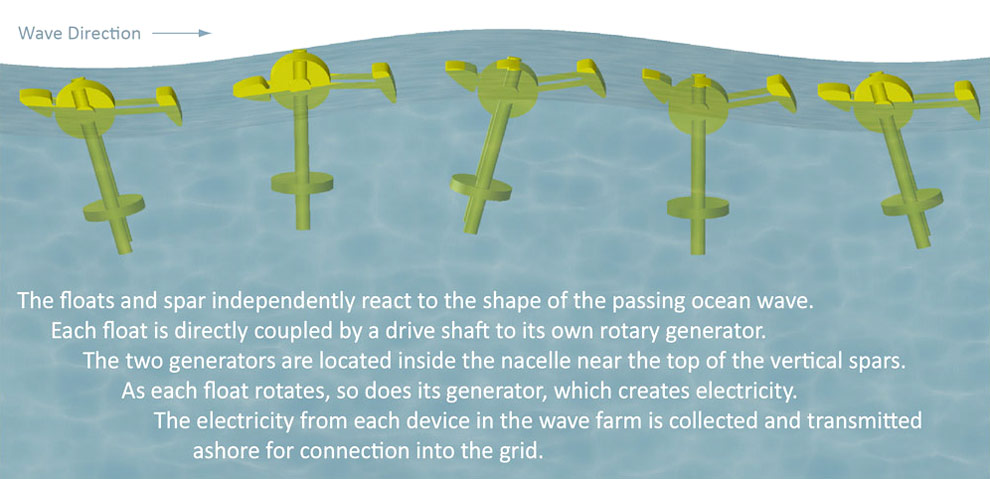 Wave Direction
The floats and spar independently react to the shape of the passing ocean wave.
Each float is directly coupled by a drive shaft to its own rotary generator.
The two generators are located inside the nacelle near the top of the vertical spars.
As each float rotates, so does its generator, which creates electricity.
The electricity from each device in the wave farm is collected and transmitted
ashore for connection into the grid.